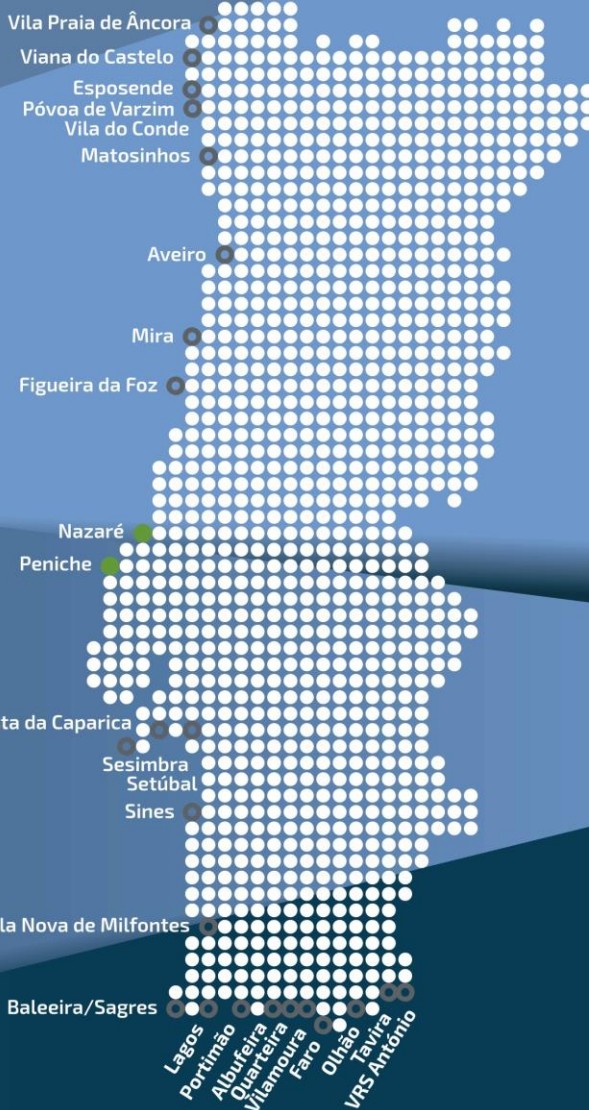 Vila Praia de Âncora
Viana do Castelo
Esposende
Póvoa de Varzim
Vila do Conde
Matosinhos
Aveiro
Mira
Figueira da Foz
Nazaré
Peniche
ta da Caparica
Sesimbra
Setúbal
Sines
la Nova de Milfontes
Baleeira/Sagres
Lagos
Portimão
Albufeira
Quarteira
Vilamoura
Faro
Olhão
Tavira
VRS António